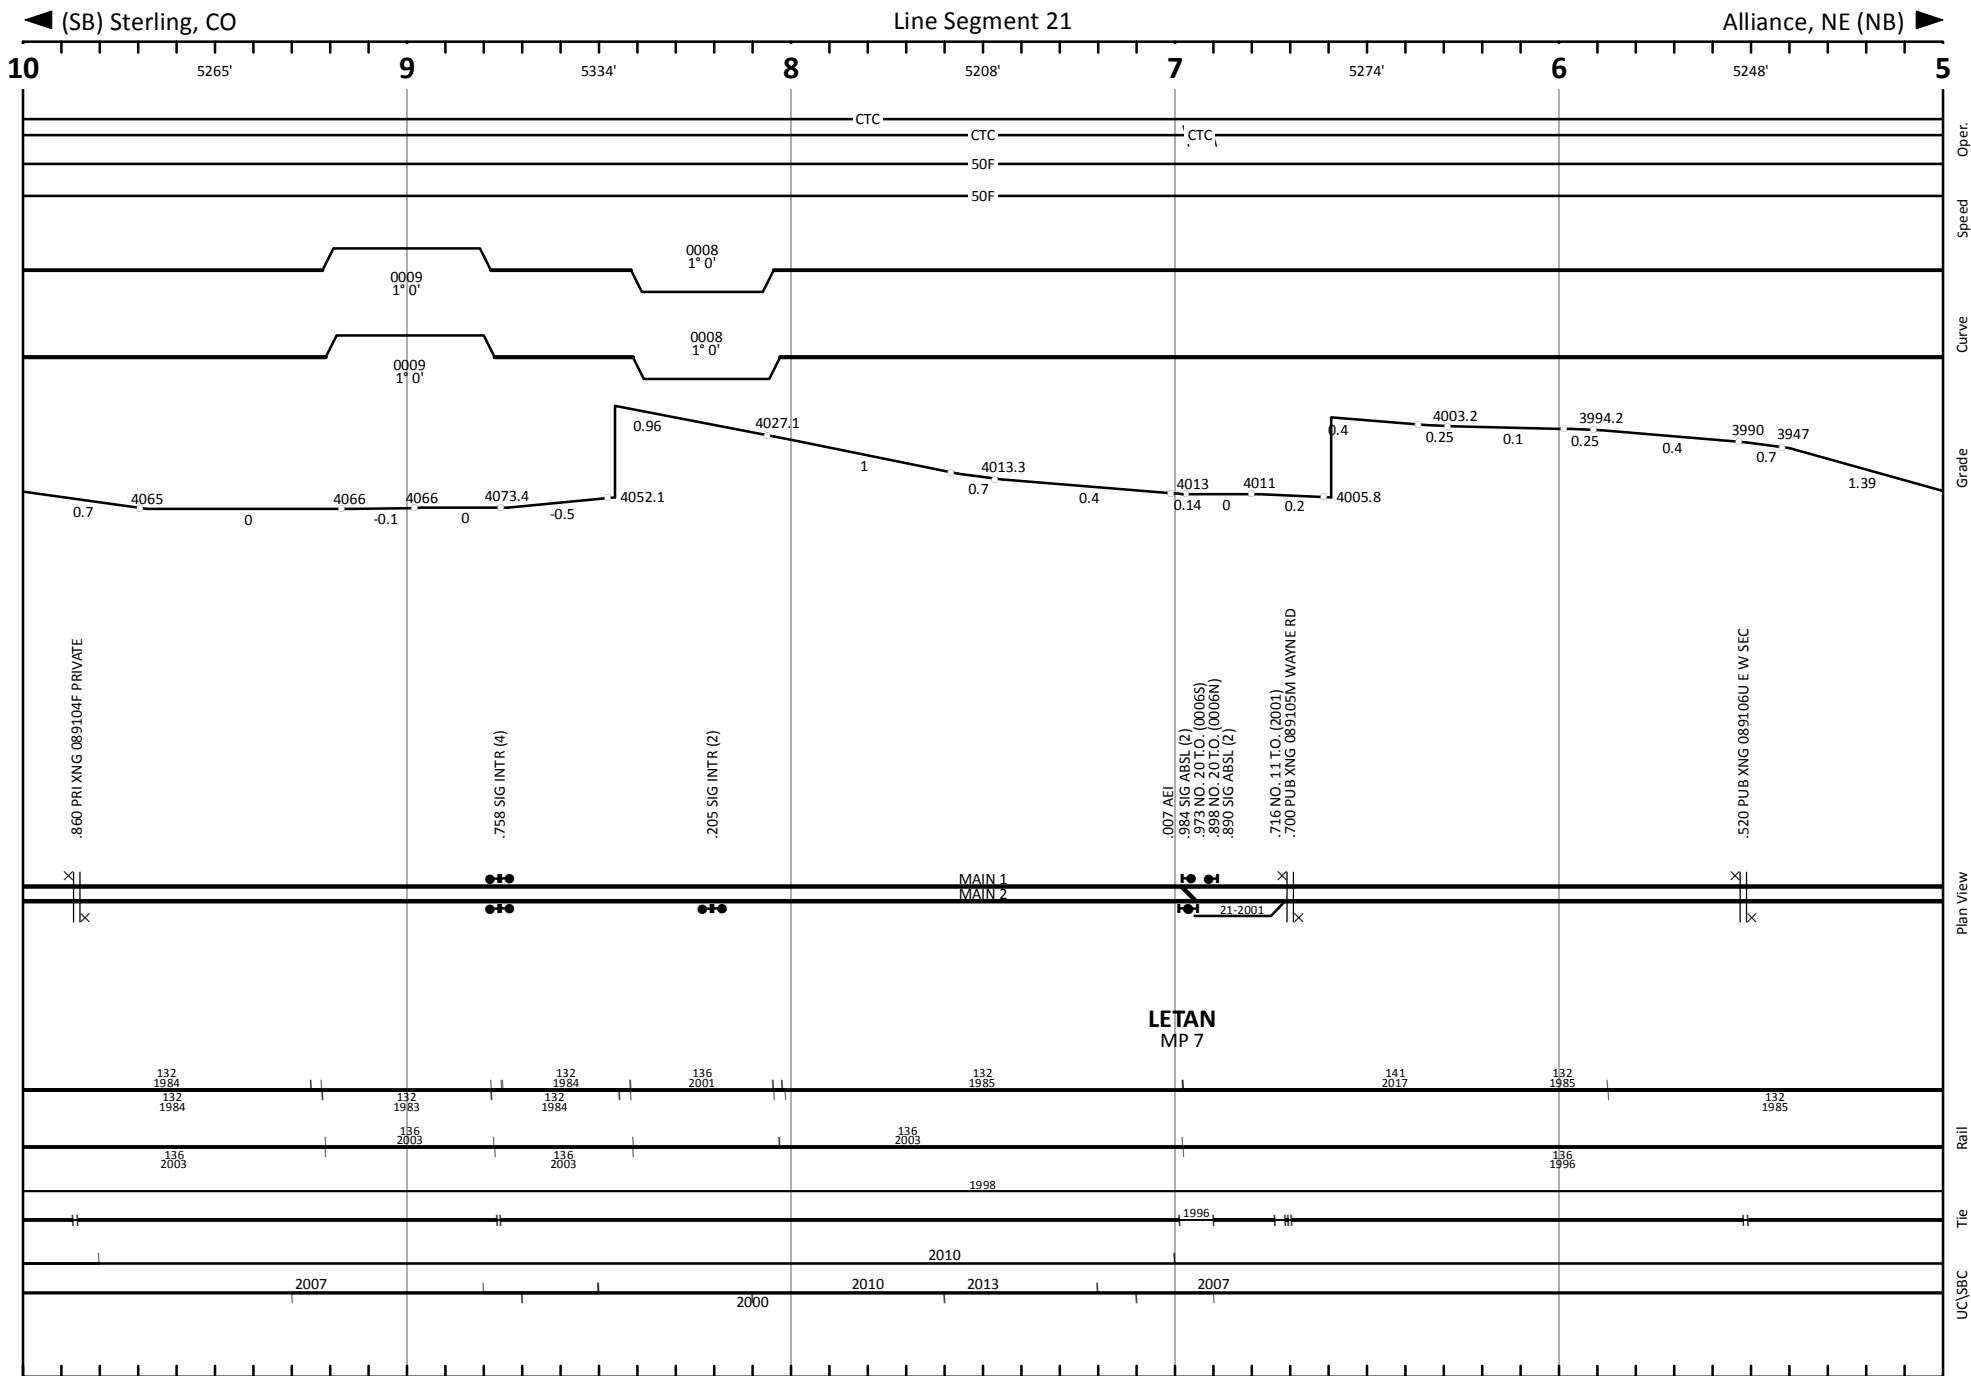 (SB) Sterling, CO
Line Segment 21
Alliance, NE (NB)
10
5265'
9
5334'
8
5208'
7
5274'
6
5248'
5
CTC
CTC
CTC
Oper.
50F
50F
Speed
0009
1° 0'
0008
1° 0'
0009
1° 0'
0008
1° 0'
Curve
0.7
4065
0
4066
-0.1
4066
0
4073.4
-0.5
4052.1
0.96
4027.1
1
0.7
4013.3
0.4
4013
0.14
0
4011
0.2
4005.8
0.4
0.25
4003.2
0.1
0.25
3994.2
0.4
3990
0.7
3947
1.39
Grade
.860 PRI XNG 089104F PRIVATE
.758 SIG INTR (4)
.205 SIG INTR (2)
.007 AEI
.984 SIG ABSL (2)
.973 NO. 20 T.O. (0006S)
.898 NO. 20 T.O. (0006N)
.890 SIG ABSL (2)
.716 NO. 11 T.O. (2001)
.700 PUB XNG 089105M WAYNE RD
.520 PUB XNG 089106U E W SEC
MAIN 1
MAIN 2
21-2001
Plan View
LETAN
MP 7
132
1984
132
1984
136
2001
132
1985
141
2017
132
1985
132
1984
132
1983
132
1984
132
1985
136
2003
136
2003
136
2003
136
2003
136
1996
Rail
1998
1996
Tie
2010
2007
2010
2013
2007
2000
UC\SBC